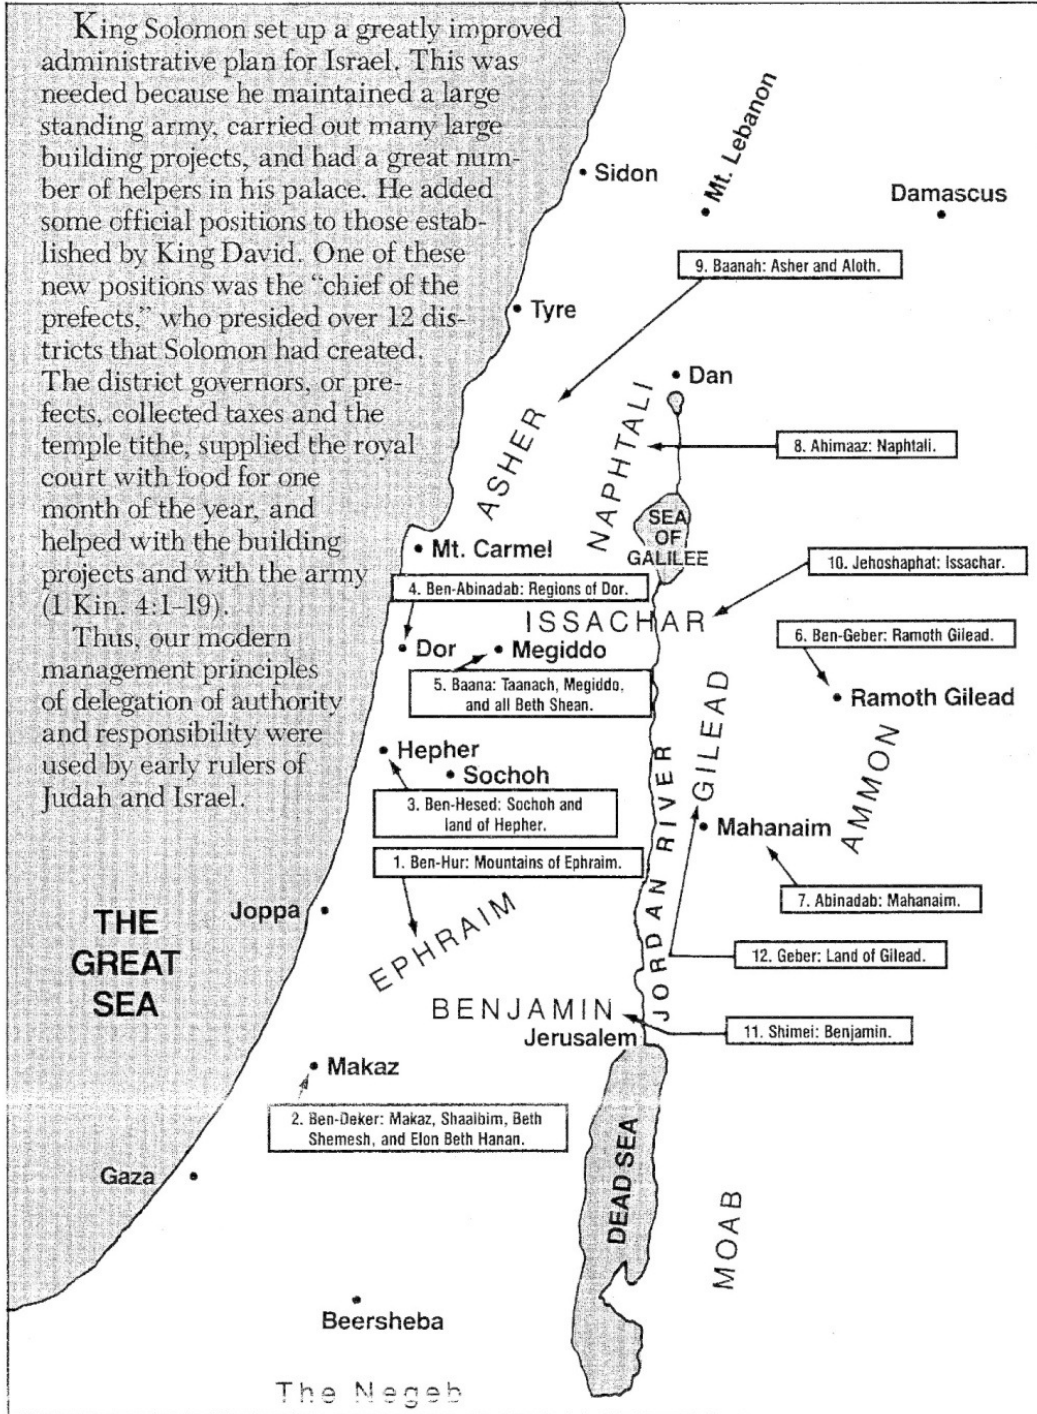 King Solomon set up a greatly improved
administrative plan for Israel. This was
needed because he maintained a large
standing army, carried out many large
building projects, and had a great num-
ber of helpers in his palace. He added
some official positions to those estab-
lished by King David. One of these
new positions was the “chief of the
prefects,” who presided over 12 dis-
tricts that Solomon had created.
The district governors, or pre-
fects, collected taxes and the
temple tithe, supplied the royal
court with food for one
month of the year, and
helped with the building
projects and with the army
(1 Kin. 4:1–19).
Thus, our modern
management principles
of delegation of authority
and responsibility were
used by early rulers of
Judah and Israel.
Mt. Lebanon
Sidon
Damascus
9. Baanah: Asher and Aloth.
Tyre
Dan
ASHER
NAPHTALI
8. Ahimaaz: Naphtali.
SEA
OF
GALILEE
Mt. Carmel
10. Jehoshaphat: Issachar.
4. Ben-Abinadab: Regions of Dor.
ISSACHAR
6. Ben-Geber: Ramoth Gilead.
Dor
Megiddo
5. Baana: Taanach, Megiddo,
and all Beth Shean.
Ramoth Gilead
GILEAD
AMMON
Hepher
Sochoh
3. Ben-Hesed: Sochoh and
land of Hepher.
Mahanaim
JORDAN RIVER
1. Ben-Hur: Mountains of Ephraim.
7. Abinadab: Mahanaim.
Joppa
THE
GREAT
SEA
EPHRAIM
12. Geber: Land of Gilead.
BENJAMIN
Jerusalem
11. Shimei: Benjamin.
Makaz
2. Ben-Deker: Makaz, Shaalbim, Beth
Shemesh, and Elon Beth Hanan.
Gaza
DEAD SEA
MOAB
Beersheba
The Negeb